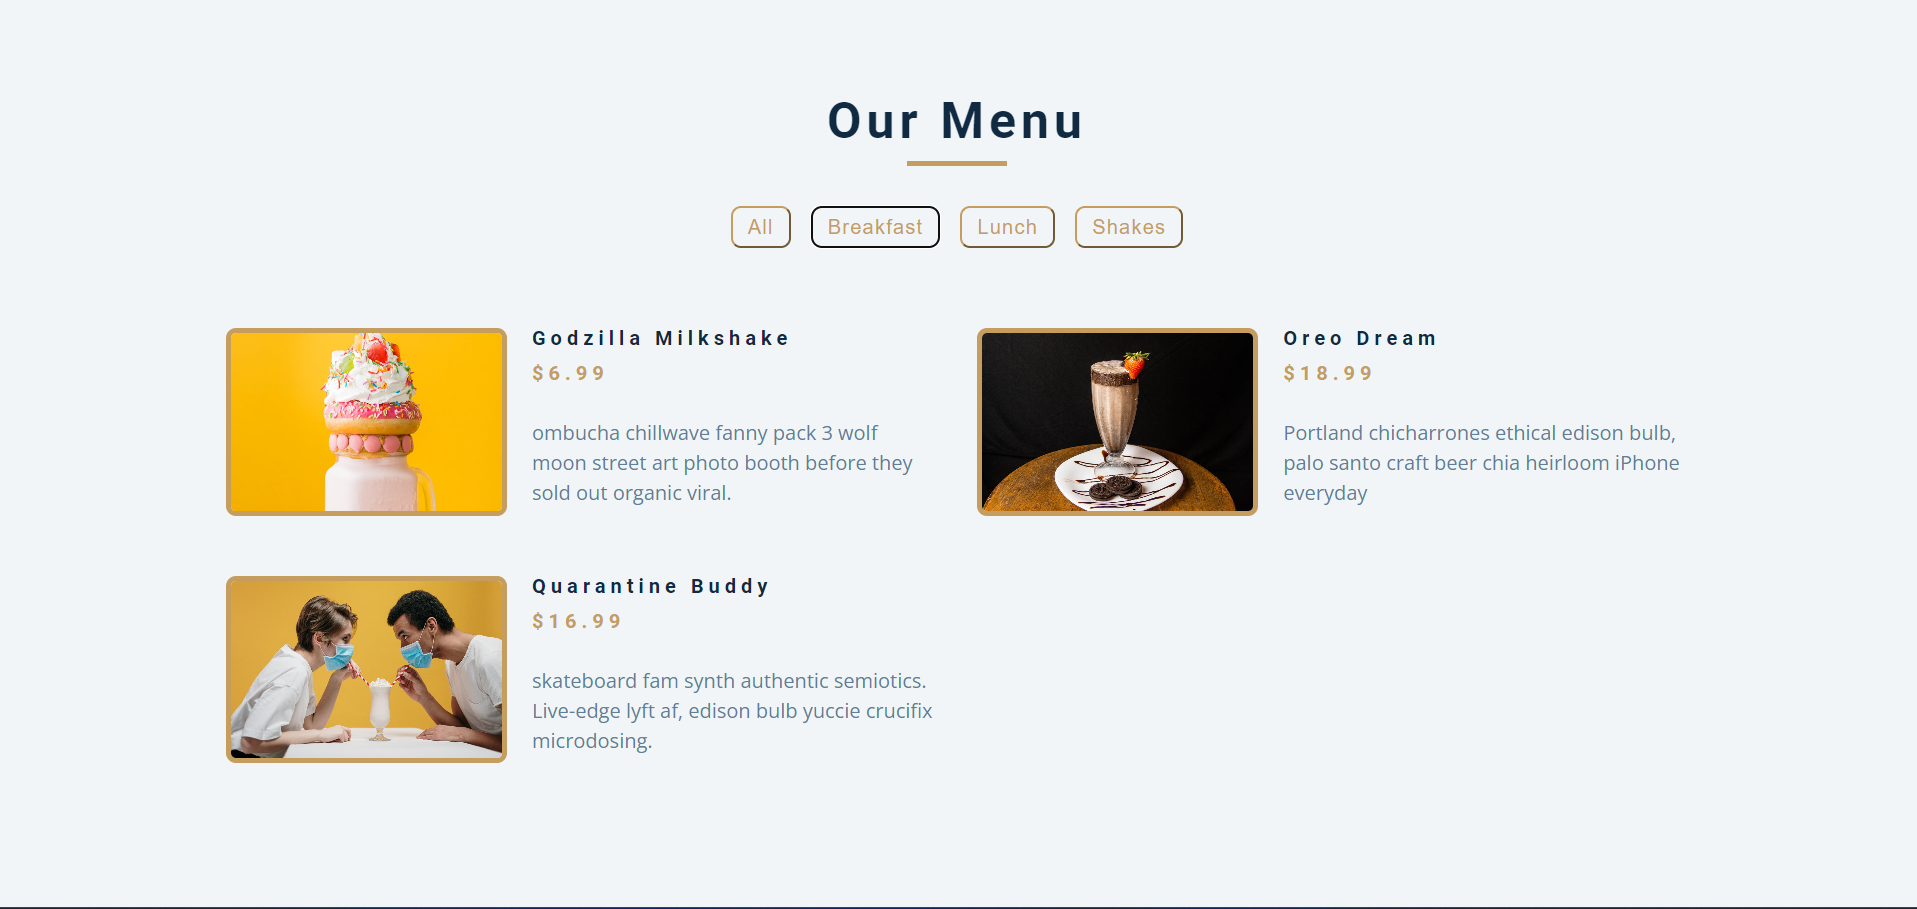 Our Menu
All
Breakfast
Lunch
Shakes
Godzilla Milkshake
$6.99
ombucha chillwave fanny pack 3 wolf
moon street art photo booth before they
sold out organic viral.
Oreo Dream
$18.99
Portland chicharrones ethical edison bulb,
palo santo craft beer chia heirloom iPhone
everyday
Quarantine Buddy
$16.99
skateboard fam synth authentic semiotics.
Live-edge lyft af, edison bulb yuccie crucifix
microdosing.